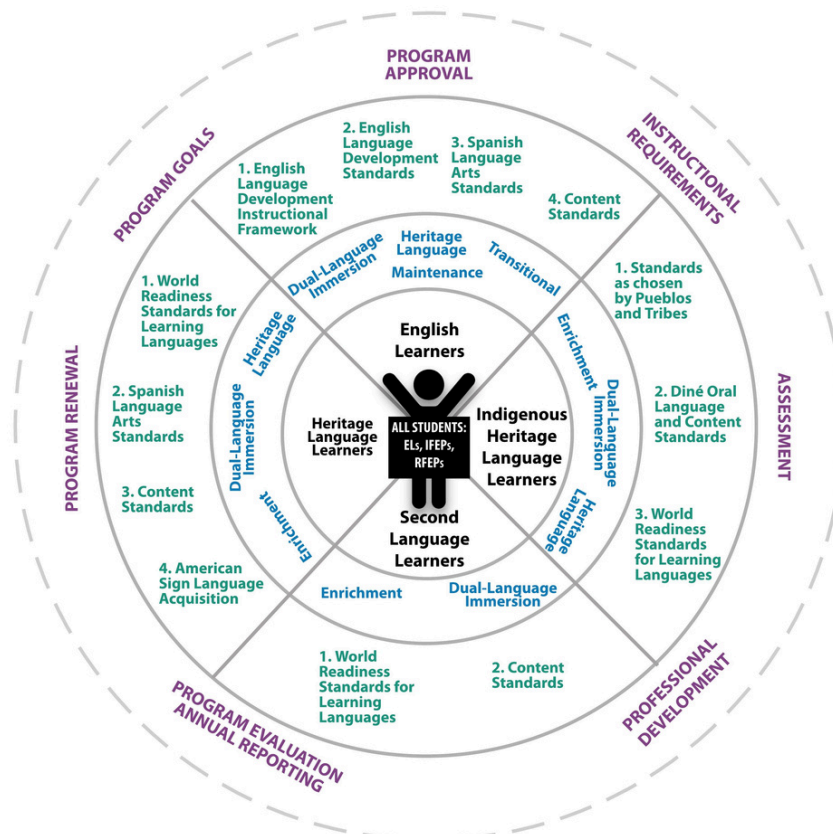 PROGRAM
APPROVAL
INSTRUCTIONAL
REQUIREMENTS
ASSESSMENT
PROFESSIONAL
DEVELOPMENT
PROGRAM EVALUATION
ANNUAL REPORTING
PROGRAM RENEWAL
PROGRAM GOALS
1. English
Language
Development
Instructional
Framework
2. English
Language
Development
Standards
3. Spanish
Language
Arts
Standards
4. Content
Standards
Dual-Language
Immersion
Heritage
Language
Maintenance
Transitional
English
Learners
1. Standards
as chosen
by Pueblos
and Tribes
2. Diné Oral
Language
and Content
Standards
3. World
Readiness
Standards
for Learning
Languages
Enrichment
Dual-Language
Immersion
Heritage
Language
Indigenous
Heritage
Language
Learners
1. World
Readiness
Standards for
Learning
Languages
2. Content
Standards
Enrichment
Dual-Language
Immersion
Second
Language
Learners
1. World
Readiness
Standards for
Learning
Languages
2. Spanish
Language
Arts
Standards
3. Content
Standards
4. American
Sign Language
Acquisition
Heritage
Language
Dual-Language
Immersion
Enrichment
Heritage
Language
Learners
ALL STUDENTS:
ELs, IFEPs,
RFEPs